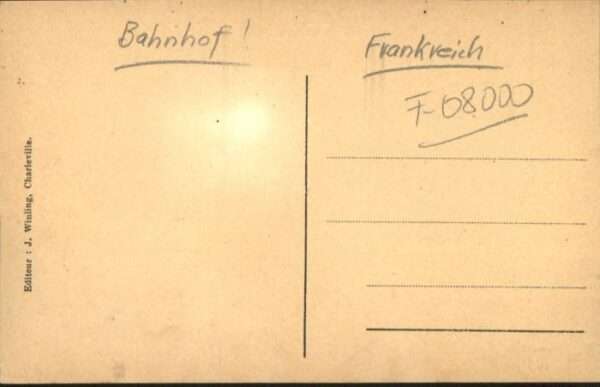 Bahnhof!
Frankreich
F-08000
Editeur : J. Winling, Charleville.